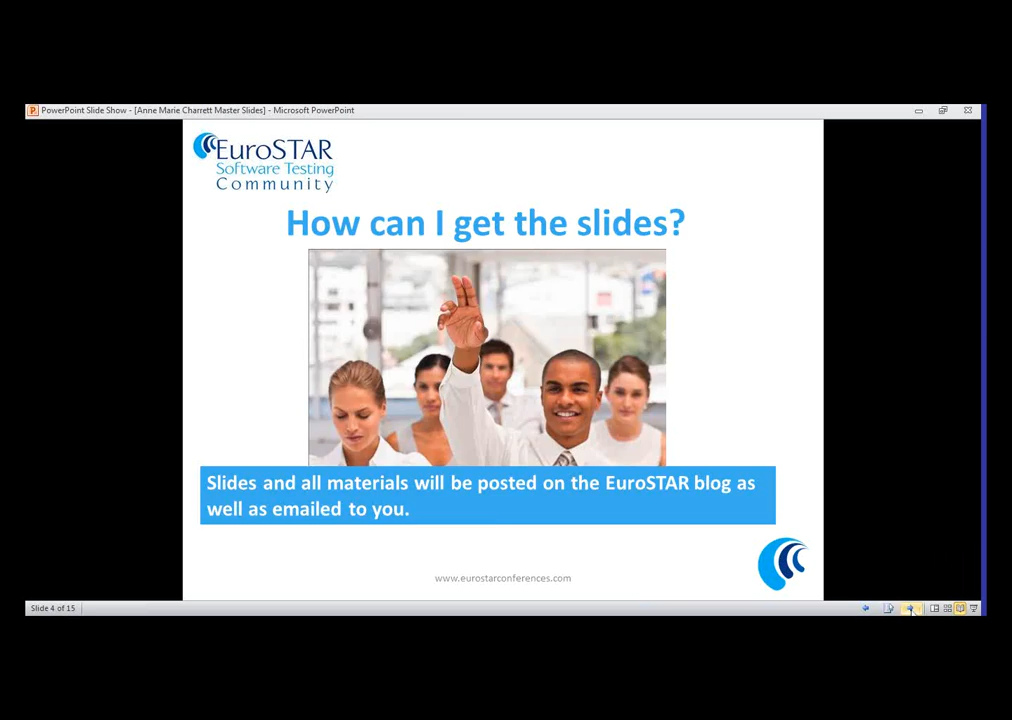 PowerPoint Slide Show - [Anne Marie Charrett Master Slides] - Microsoft PowerPoint
EuroSTAR
Software Testing
Community
How can I get the slides?
Slides and all materials will be posted on the EuroSTAR blog as
well as emailed to you.
www.eurostarconferences.com
Slide 4 of 15